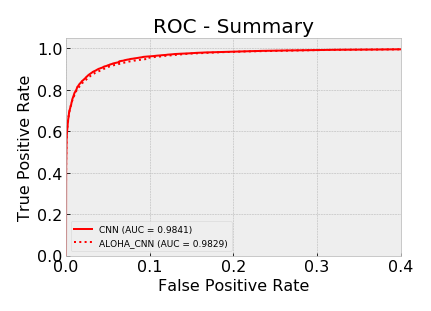 ROC - Summary
True Positive Rate
1.0
0.8
0.6
0.4
0.2
0.0
CNN (AUC = 0.9841)
ALOHA_CNN (AUC = 0.9829)
0.0 0.1 0.2 0.3 0.4
False Positive Rate